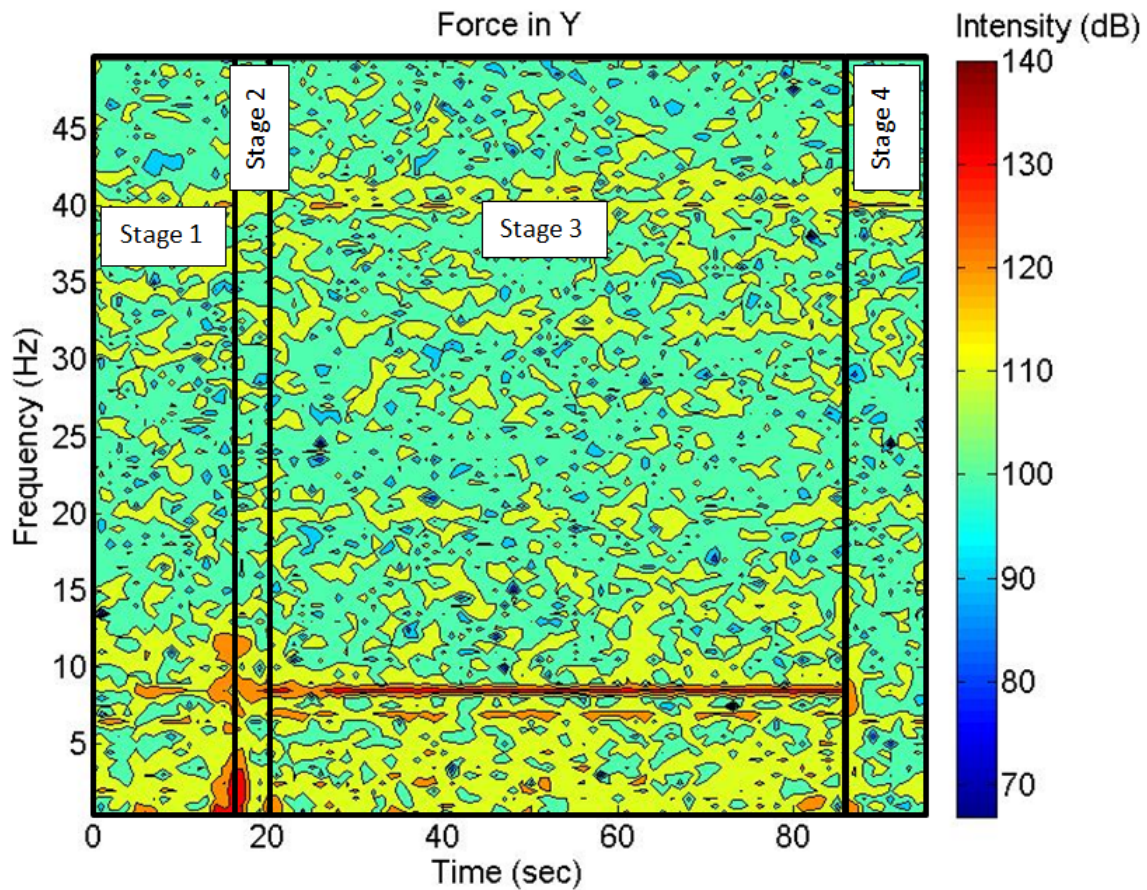 Force in Y
Intensity (dB)
Stage 1
Stage 2
Stage 3
Stage 4
Frequency (Hz)
45
40
35
30
25
20
15
10
5
0
20
40
60
80
Time (sec)
140
130
120
110
100
90
80
70